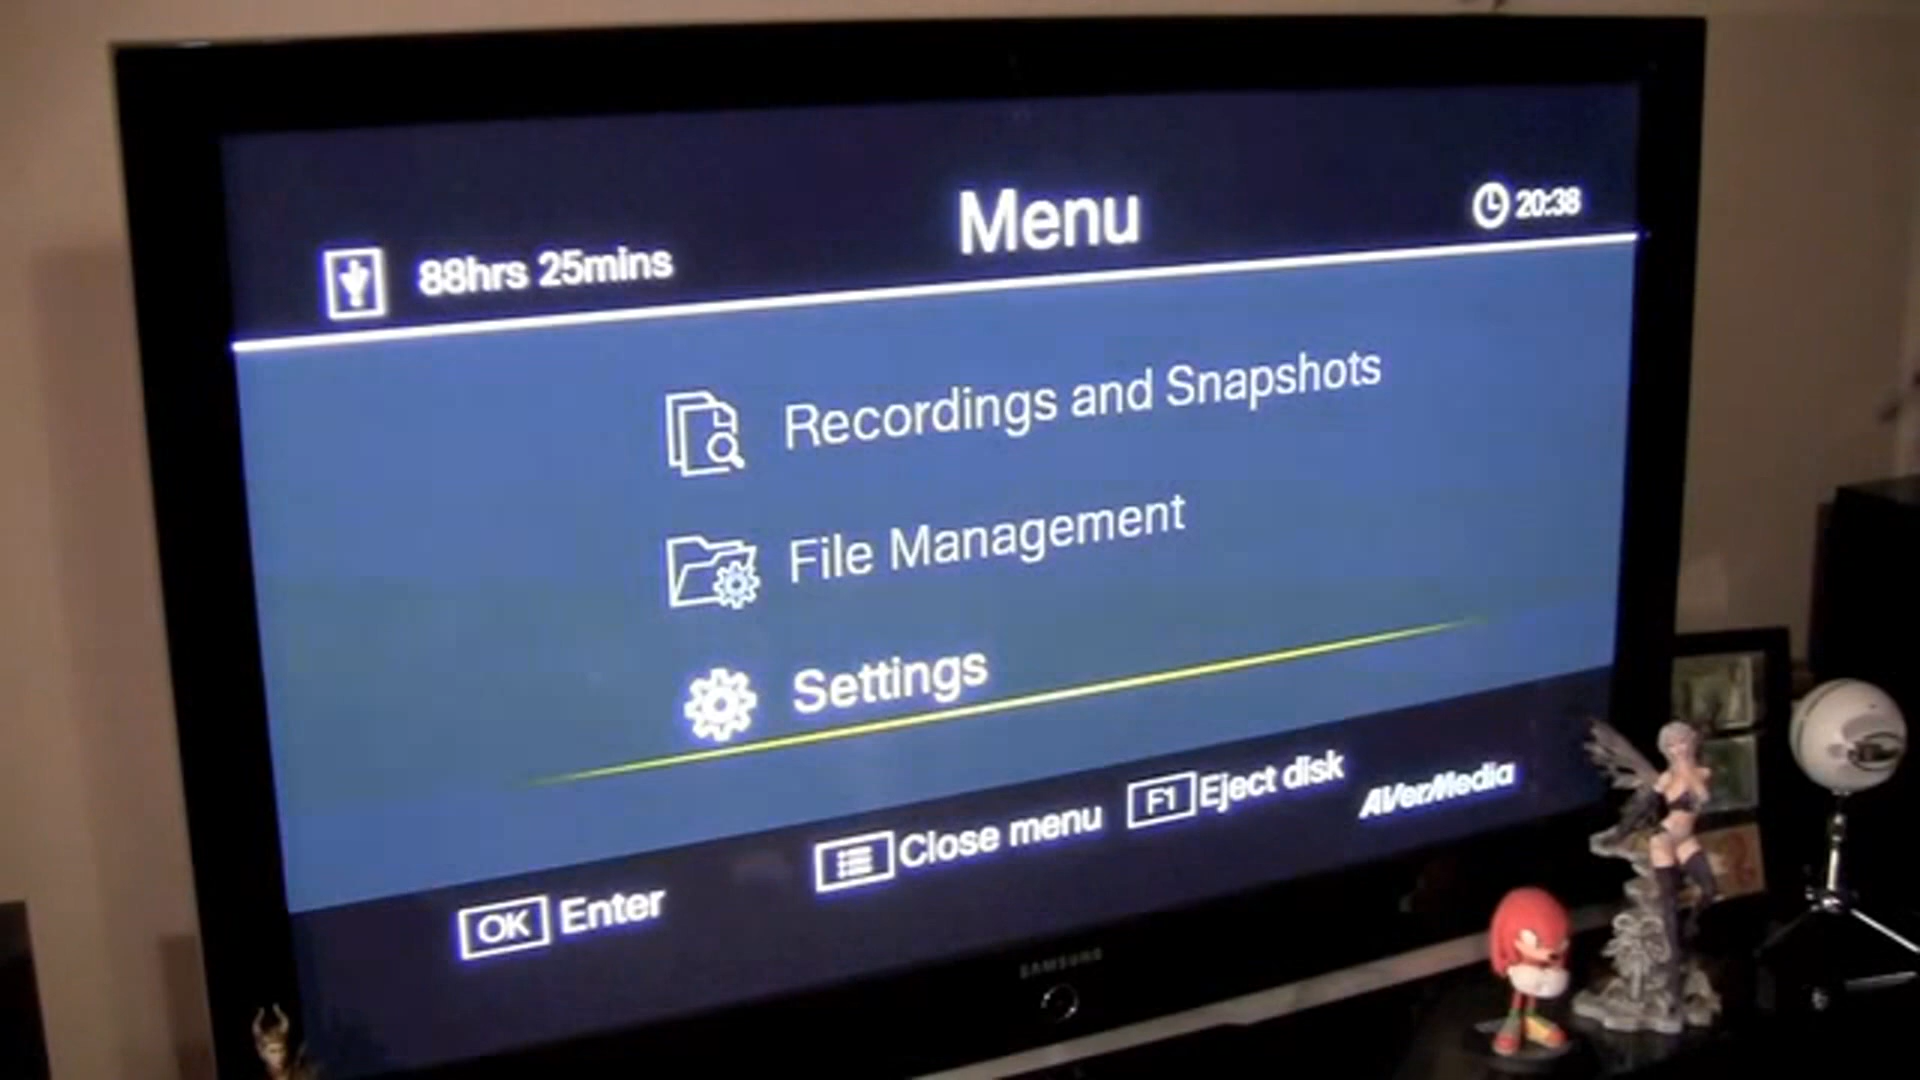 Menu
20:38
88hrs 25mins
Recordings and Snapshots
File Management
Settings
OK Enter
Close menu
F1 Eject disk
AVerMedia
SAMSUNG